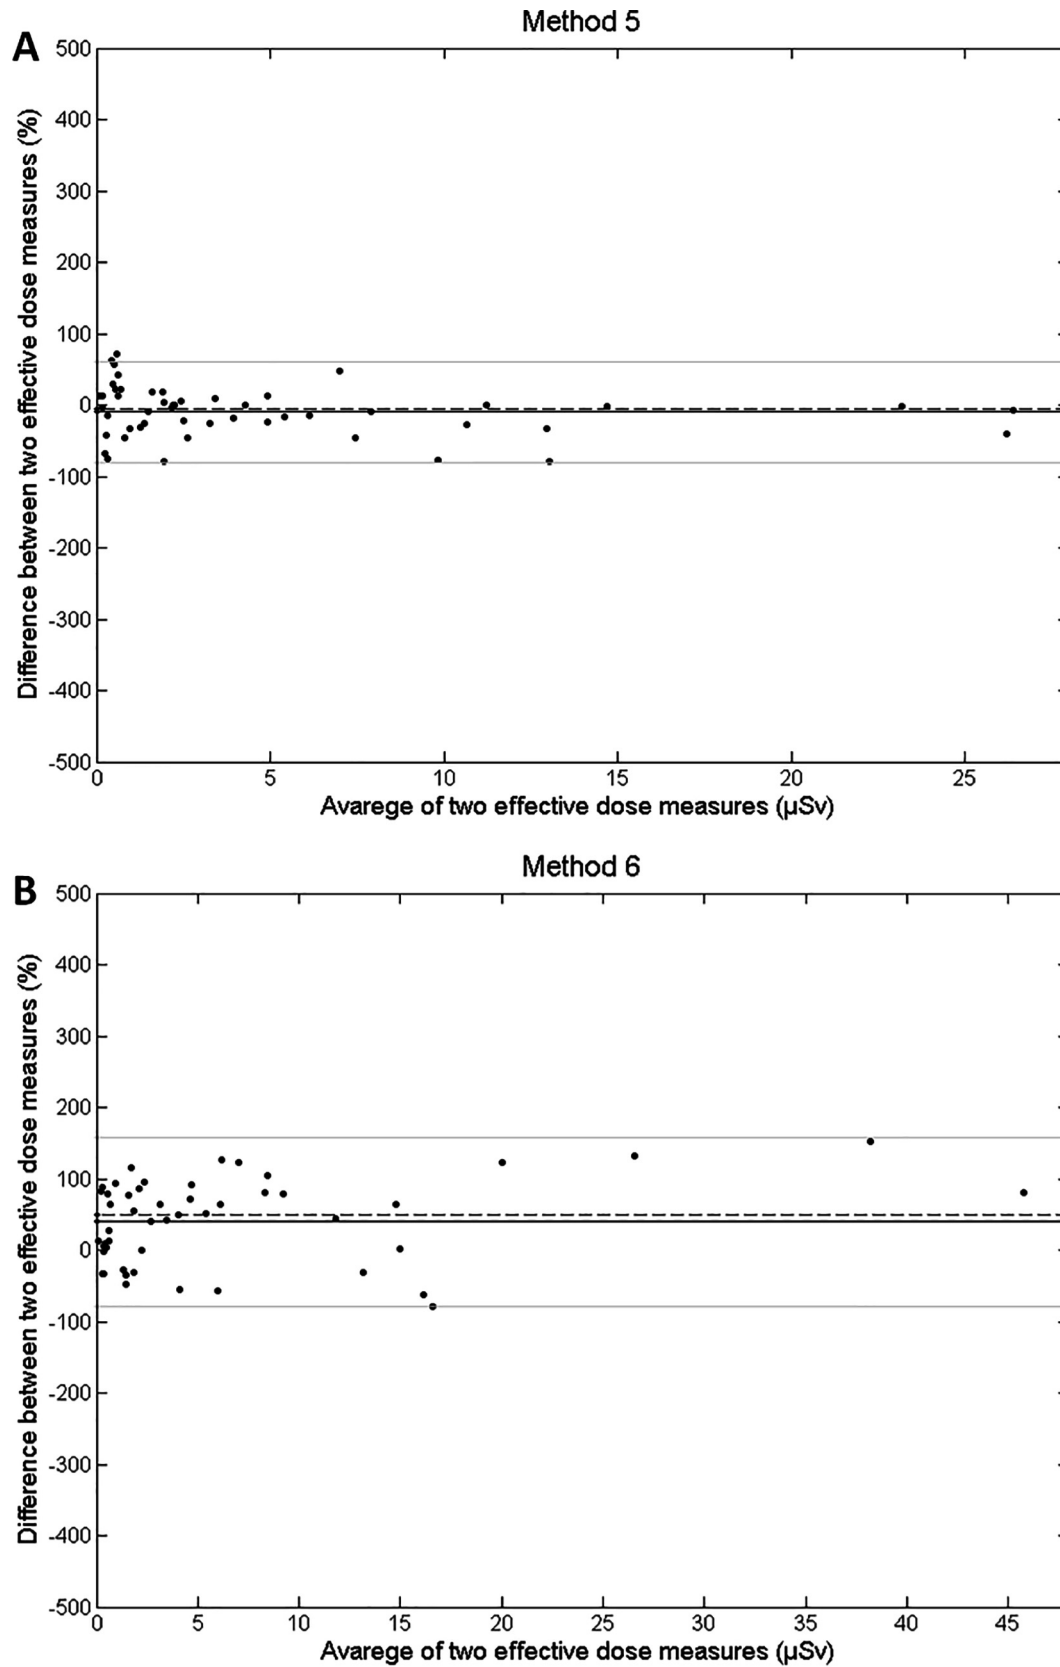 Method 5
A
500
400
300
200
100
0
-100
-200
-300
-400
-500
Difference between two effective dose measures (%)
0 5 10 15 20 25
Avarege of two effective dose measures (µSv)
Method 6
B
500
400
300
200
100
0
-100
-200
-300
-400
-500
Difference between two effective dose measures (%)
0 5 10 15 20 25 30 35 40 45
Avarege of two effective dose measures (µSv)